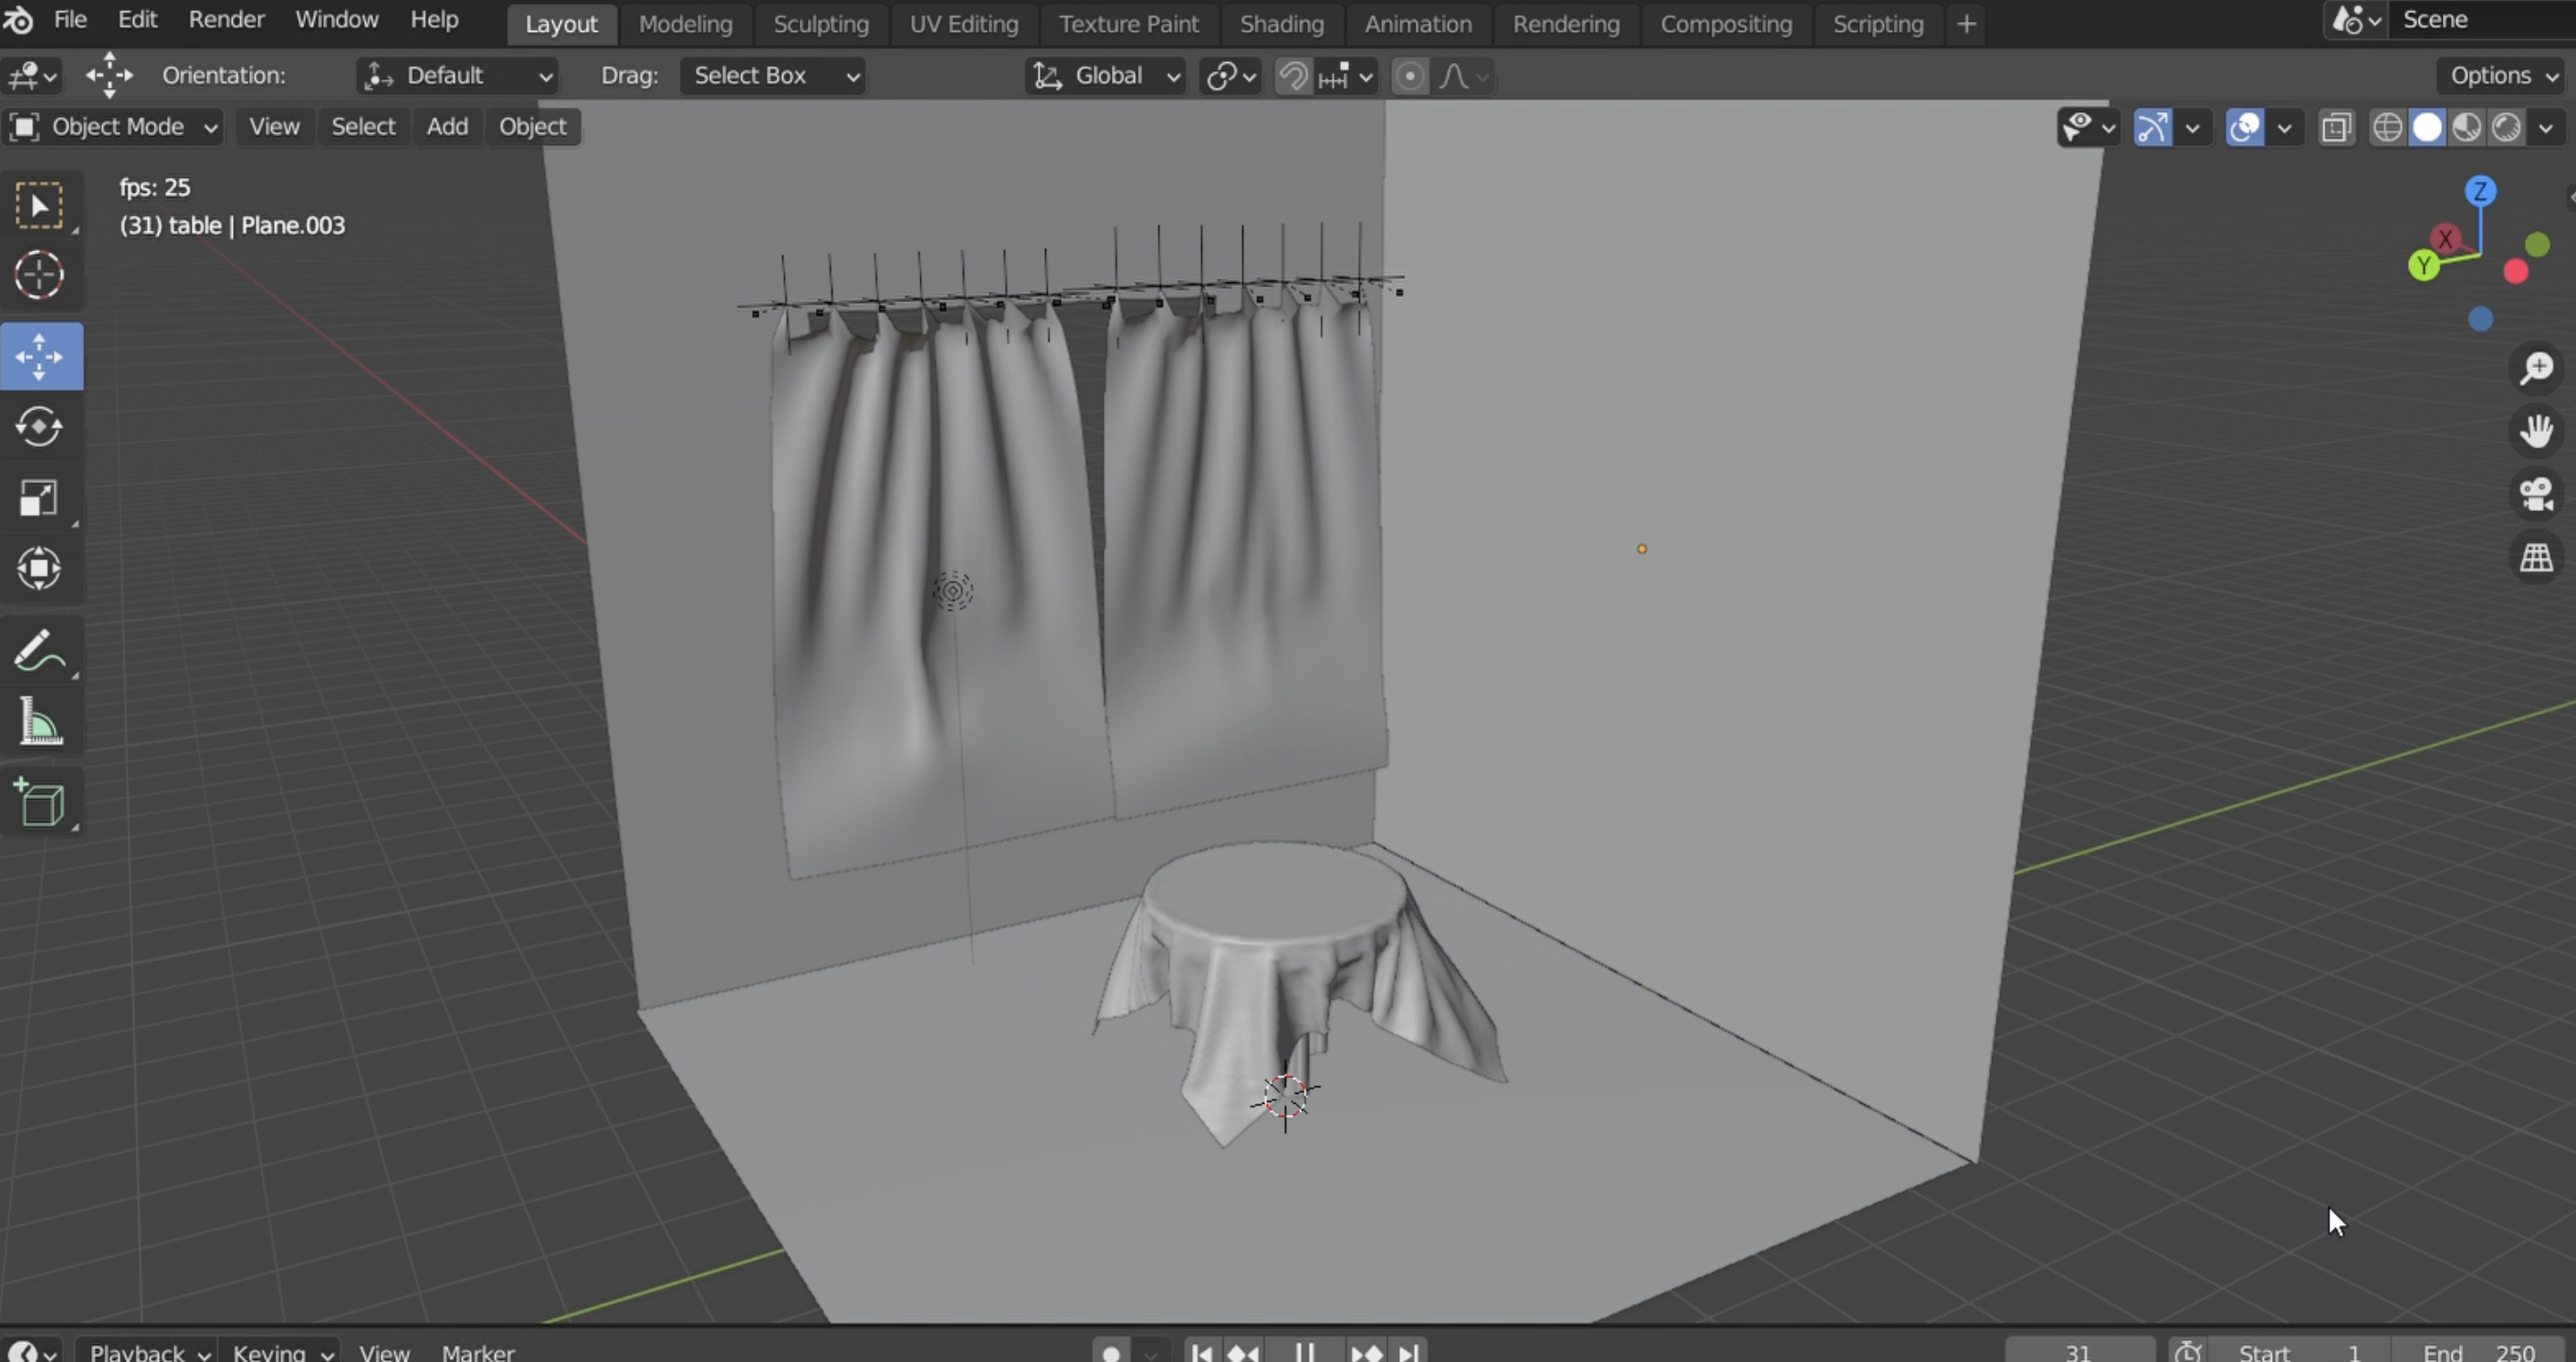 File Edit Render Window Help Layout Modeling Sculpting UV Editing Texture Paint Shading Animation Rendering Compositing Scripting + Scene
Orientation: Default Drag: Select Box Global Options
Object Mode View Select Add Object
fps: 25
(31) table | Plane.003
Z
X
Y
Playback Keying View Marker 31 Start 1 End 250